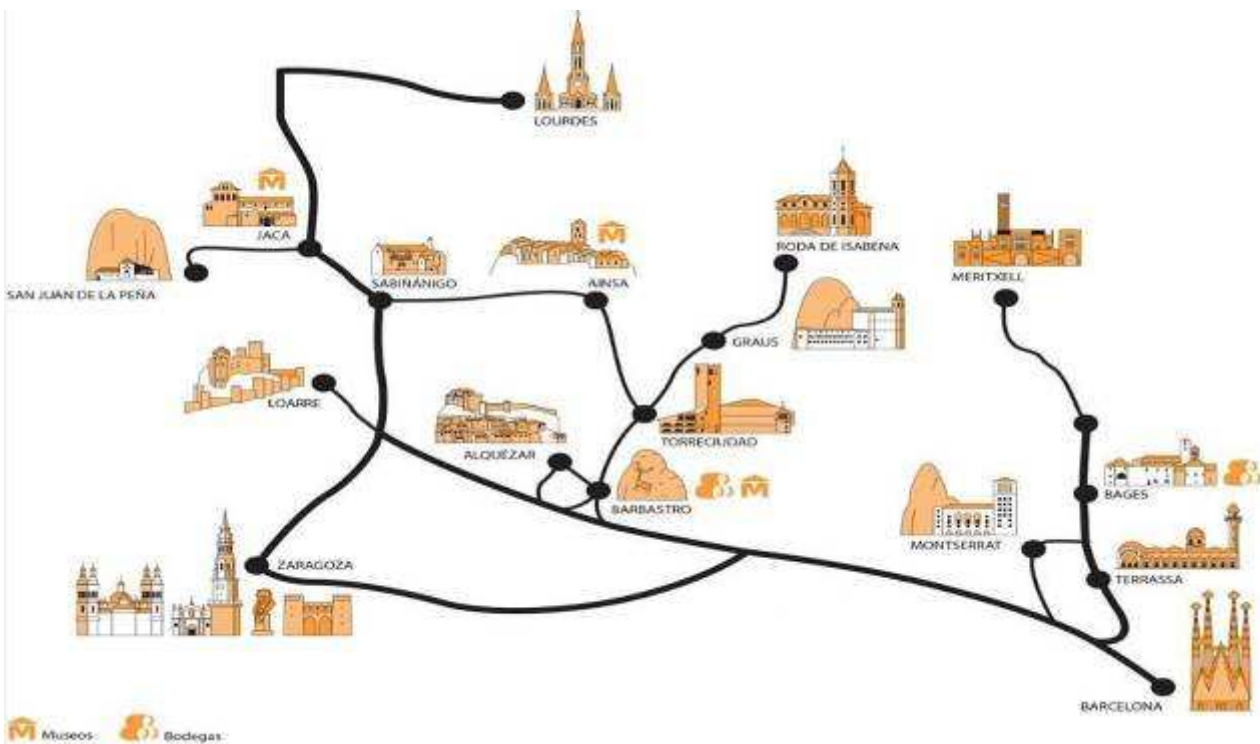 LOURDES
JACA
SAN JUAN DE LA PEÑA
SABINÁNIGO
AINSA
RODA DE ISABENA
MERITXELL
GRAUS
LOARRE
ALQUÉZAR
TORRECIUDAD
BARBASTRO
BAGES
MONTSERRAT
TERRASSA
ZARAGOZA
BARCELONA
M Museos B Bodegas